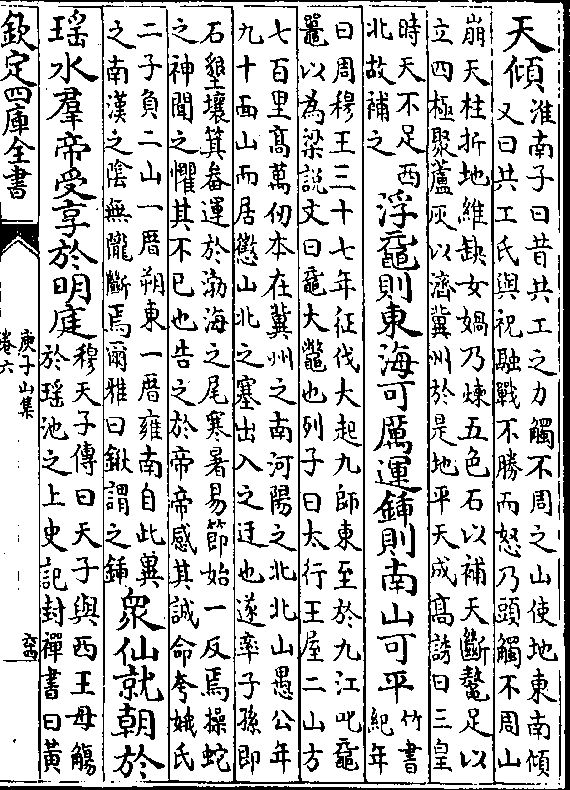 天傾
淮南子曰昔共工之力觸不周之山使地東南傾
又曰共工氏與祝融戰不勝而怒乃頭觸不周山
崩天柱折地維缺女媧乃煉五色石以補天斷鼇足以
立四極聚蘆灰以濟冀州於是地平天成高誘曰三皇
時天不足西
北故補之
浮黿則東海可厲運鍤則南山可平
竹書
紀年
曰周穆王三十七年征伐大起九師東至於九江叱黿
鼉以為梁說文曰黿大鼈也列子曰太行王屋二山方
七百里高萬仞本在冀州之南河陽之北北山愚公年
九十面山而居懲山北之塞出入之迂也遂率子孫即
石墾壤箕畚運於渤海之尾寒暑易節始一反焉操蛇
之神聞之懼其不已也告之於帝帝感其誠命夸娥氏
二子負二山一厝朔東一厝雍南自此冀
之南漢之陰無隴斷焉爾雅曰鍬謂之鍤
衆仙就朝於
瑶水羣帝受享於明庭
穆天子傳曰天子與西王母觴
於瑶池之上史記封禪書曰黃
欽定四庫全書
庾子山集
卷六